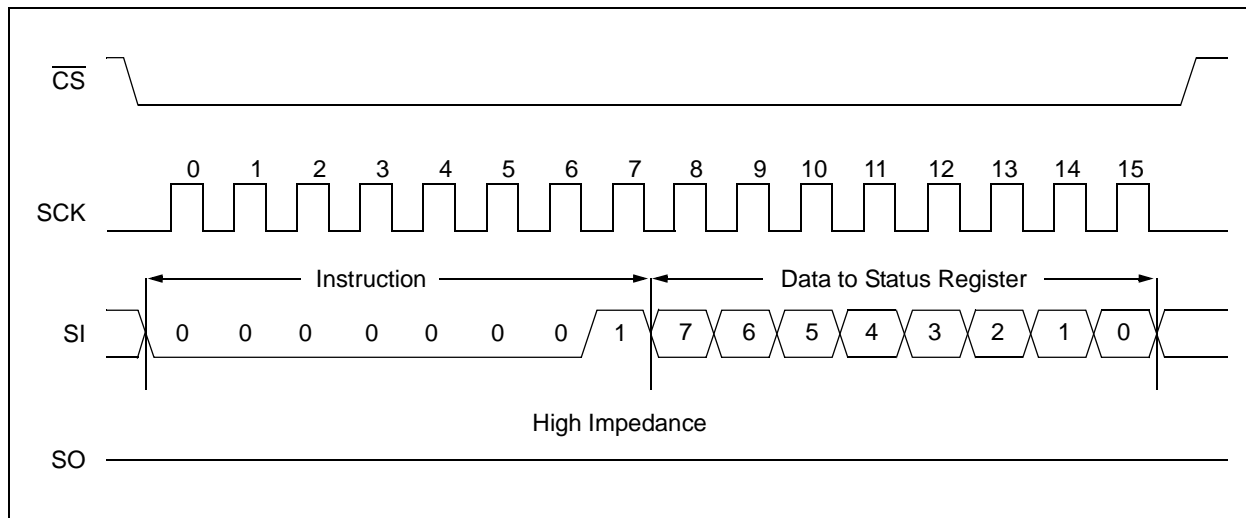 CS
0 1 2 3 4 5 6 7 8 9 10 11 12 13 14 15
SCK
Instruction Data to Status Register
SI 0 0 0 0 0 0 0 1 7 6 5 4 3 2 1 0
High Impedance
SO